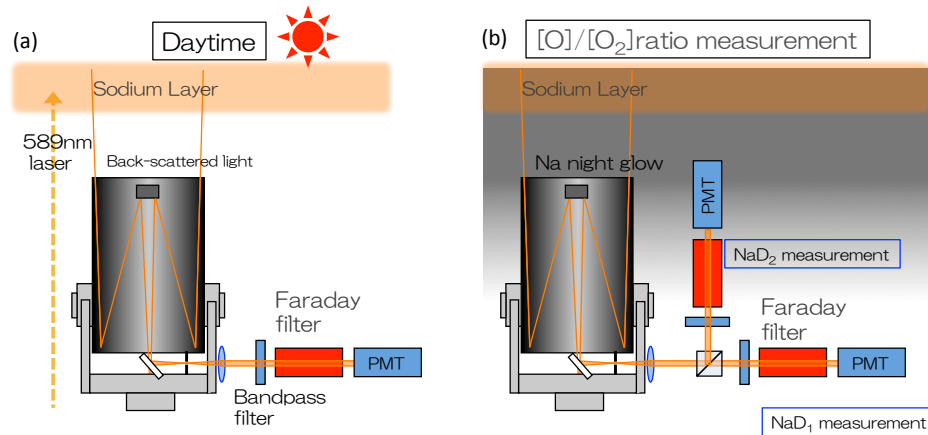 (a)
Daytime
Sodium Layer
589nm
laser
Back-scattered light
Faraday
filter
PMT
Bandpass
filter
(b)
[O]/[O₂]ratio measurement
Sodium Layer
Na night glow
PMT
NaD₂ measurement
Faraday
filter
PMT
NaD₁ measurement